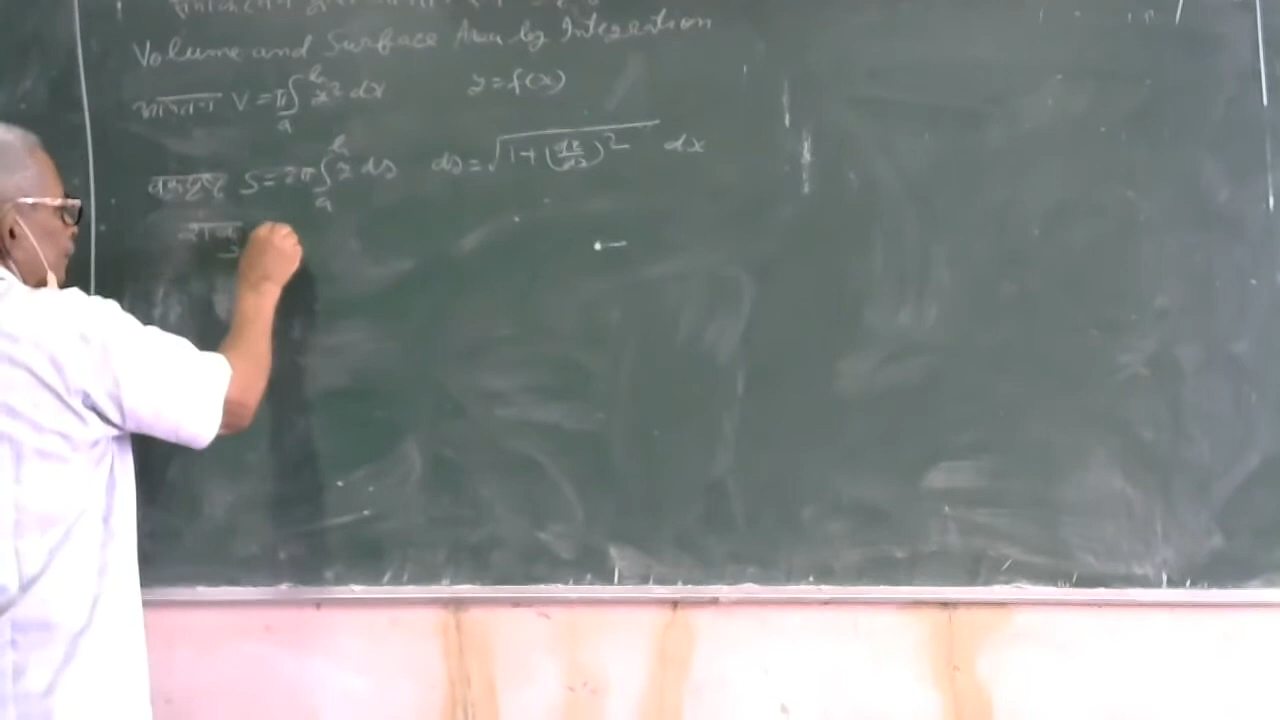 Volume and Surface Area by Integration
आयतन V = π∫ₐᵇ y² dx y = f(x)
वक्रपृष्ठ S = 2π∫ₐᵇ y ds ds = √(1+(dy/dx)²) dx